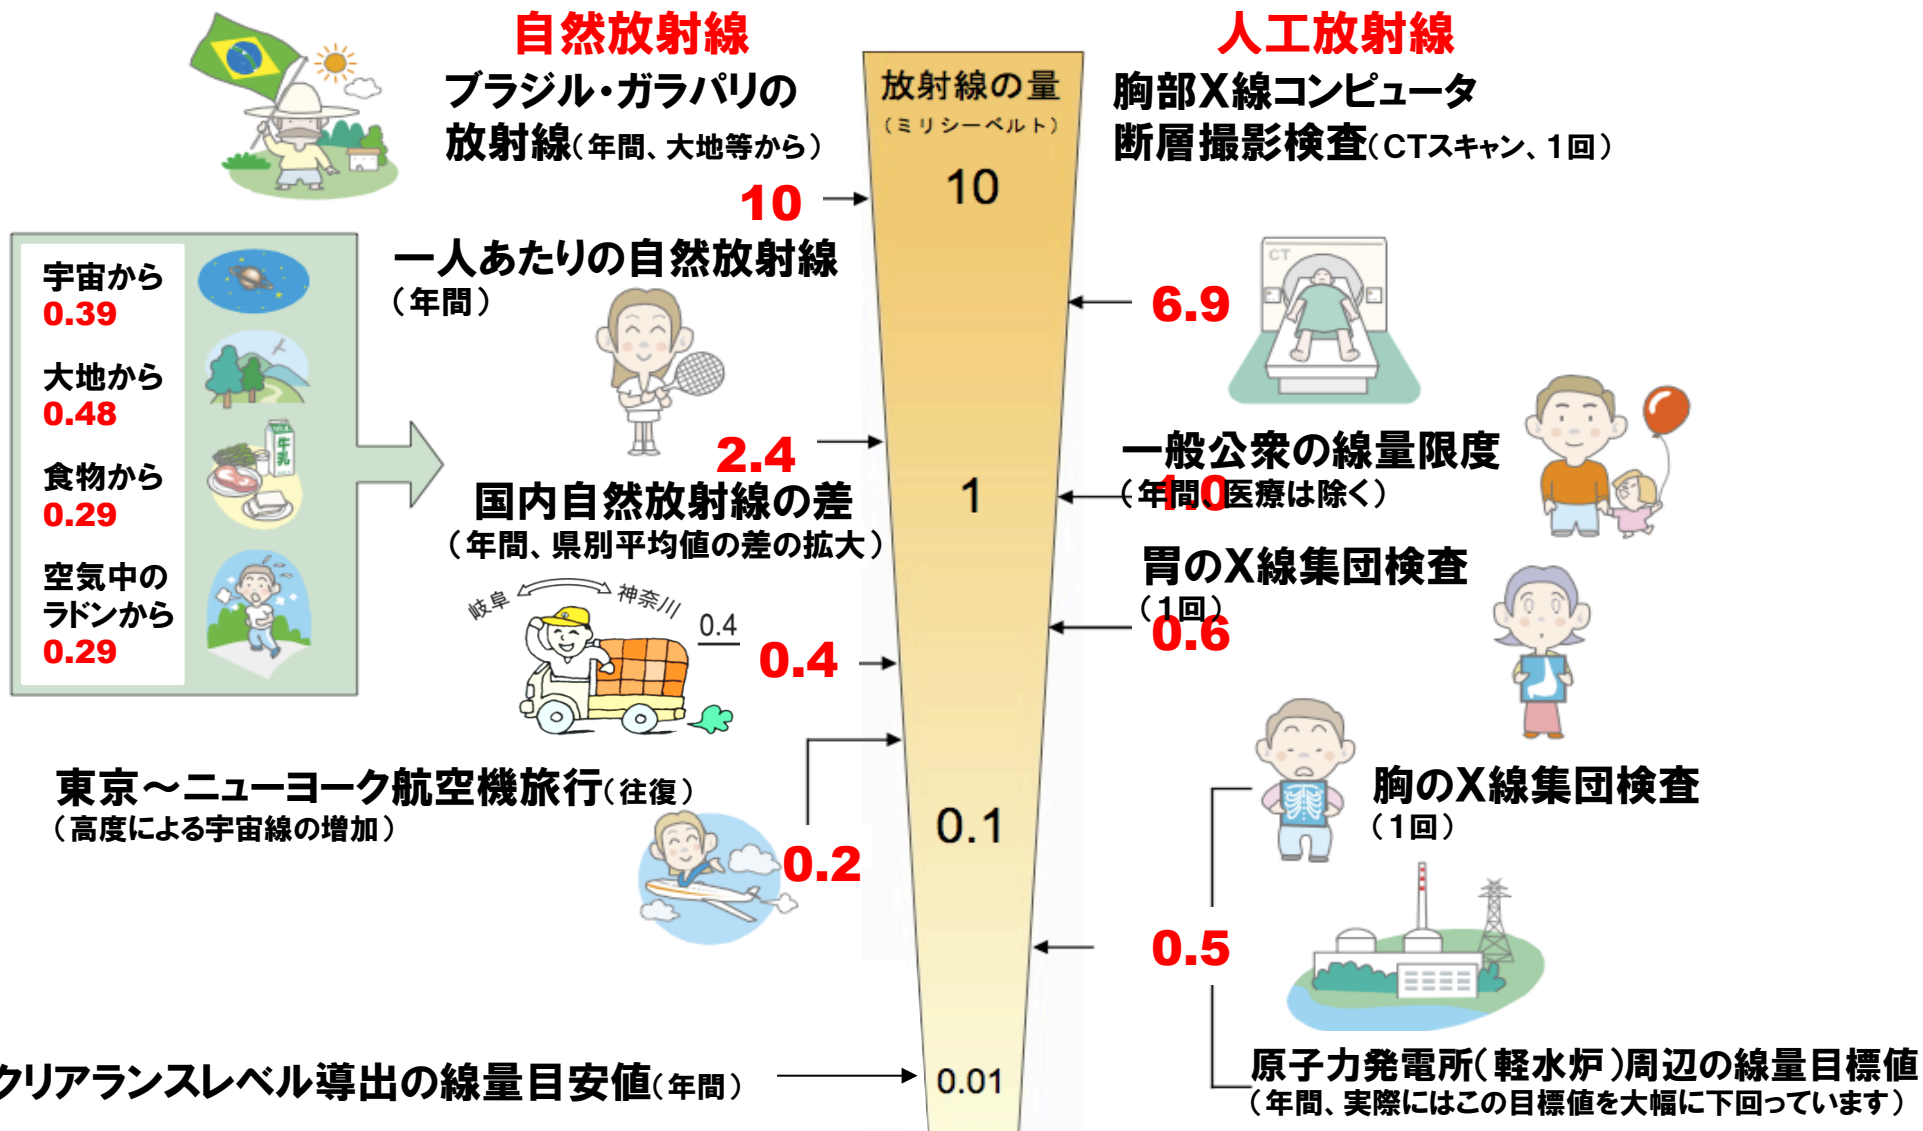 自然放射線
ブラジル・ガラパリの
放射線(年間、大地等から)
10
宇宙から
0.39
大地から
0.48
食物から
0.29
空気中の
ラドンから
0.29
牛乳
一人あたりの自然放射線
(年間)
2.4
国内自然放射線の差
(年間、県別平均値の差の拡大)
岐阜 神奈川
0.4
0.4
東京～ニューヨーク航空機旅行(往復)
(高度による宇宙線の増加)
0.2
クリアランスレベル導出の線量目安値(年間)
放射線の量
(ミリシーベルト)
10
1
0.1
0.01
人工放射線
胸部X線コンピュータ
断層撮影検査(CTスキャン、1回)
CT
6.9
一般公衆の線量限度
(年間、医療は除く)
1.0
胃のX線集団検査
(1回)
0.6
胸のX線集団検査
(1回)
0.5
原子力発電所(軽水炉)周辺の線量目標値
(年間、実際にはこの目標値を大幅に下回っています)